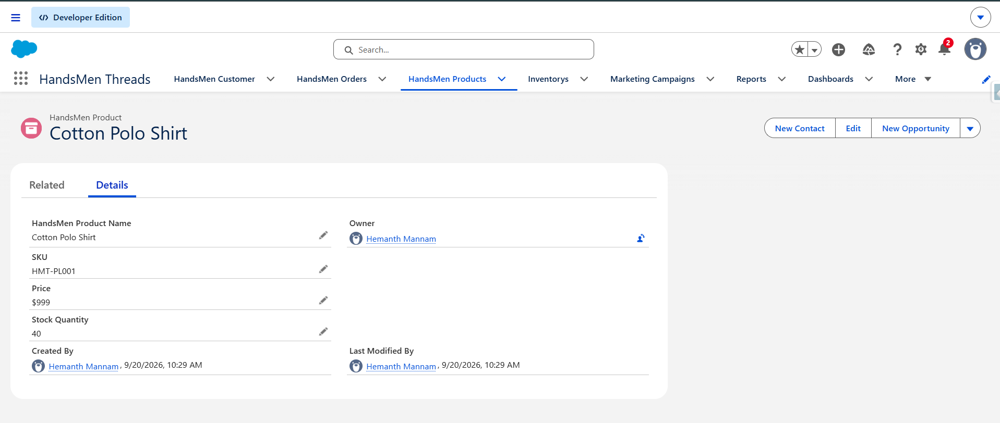 Developer Edition
Search...
2
HandsMen Threads
HandsMen Customer
HandsMen Orders
HandsMen Products
Inventorys
Marketing Campaigns
Reports
Dashboards
More
HandsMen Product
Cotton Polo Shirt
New Contact
Edit
New Opportunity
Related
Details
HandsMen Product Name
Cotton Polo Shirt
Owner
Hemanth Mannam
SKU
HMT-PL001
Price
$999
Stock Quantity
40
Created By
Hemanth Mannam, 9/20/2026, 10:29 AM
Last Modified By
Hemanth Mannam, 9/20/2026, 10:29 AM